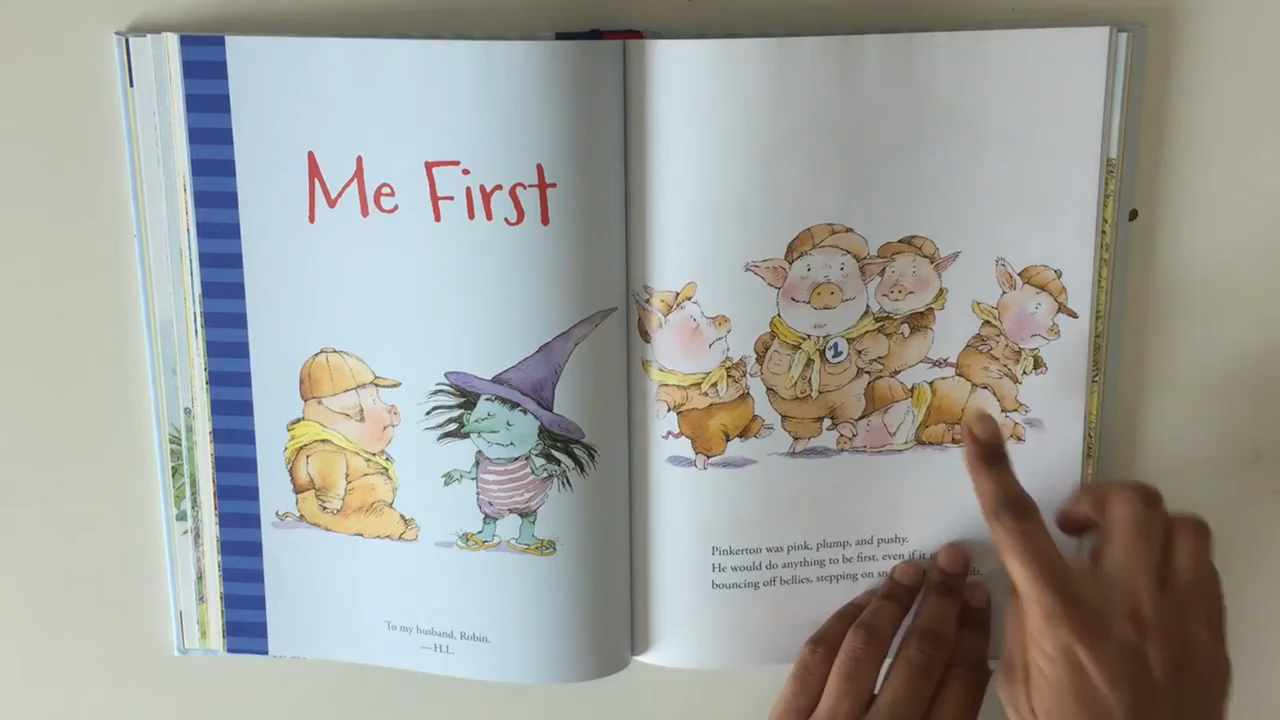 Me First
To my husband, Robin.
—H.L.
Pinkerton was pink, plump, and pushy.
He would do anything to be first, even if it
bouncing off bellies, stepping on